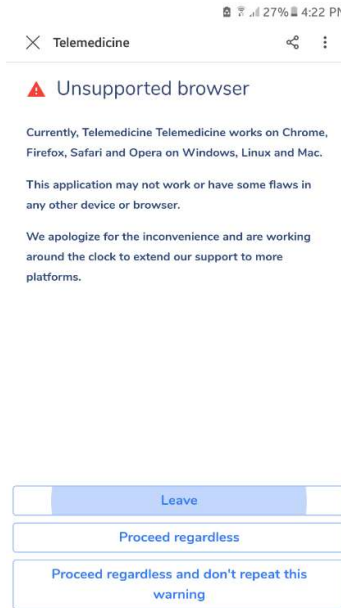 27% 4:22 PM
Telemedicine
Unsupported browser
Currently, Telemedicine Telemedicine works on Chrome,
Firefox, Safari and Opera on Windows, Linux and Mac.
This application may not work or have some flaws in
any other device or browser.
We apologize for the inconvenience and are working
around the clock to extend our support to more
platforms.
Leave
Proceed regardless
Proceed regardless and don't repeat this
warning